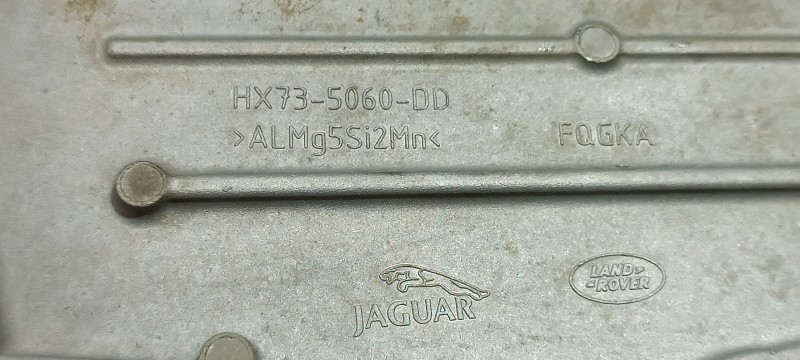 HX73-5060-DD
>ALMg5Si2Mn<
FQGKA
JAGUAR
LAND
ROVER